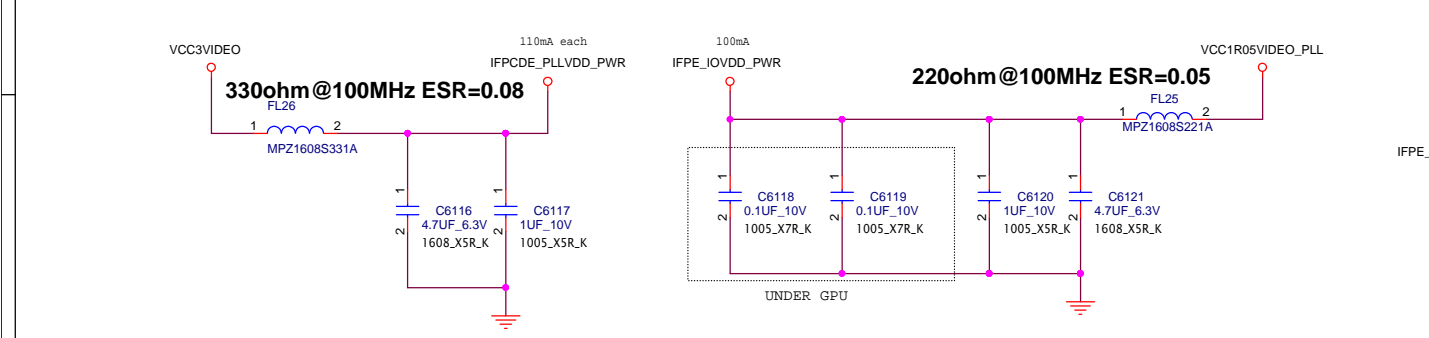 110mA each
100mA
VCC3VIDEO
IFPCDE_PLLVDD_PWR
IFPE_IOVDD_PWR
VCC1R05VIDEO_PLL
330ohm@100MHz ESR=0.08
220ohm@100MHz ESR=0.05
FL26
1 2
MPZ1608S331A
FL25
1 2
MPZ1608S221A
IFPE_
1
2
C6116
4.7UF_6.3V
1608_X5R_K
1
2
C6117
1UF_10V
1005_X5R_K
1
2
C6118
0.1UF_10V
1005_X7R_K
1
2
C6119
0.1UF_10V
1005_X7R_K
1
2
C6120
1UF_10V
1005_X5R_K
1
2
C6121
4.7UF_6.3V
1608_X5R_K
UNDER GPU